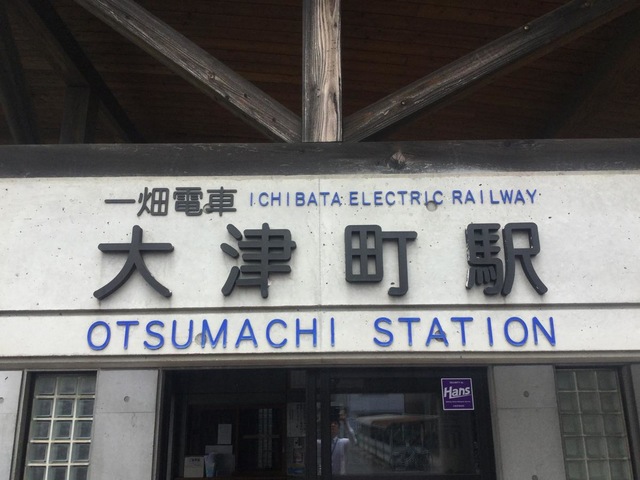 一畑電車 ICHIBATA ELECTRIC RAILWAY
大津町駅
OTSUMACHI STATION
Hans